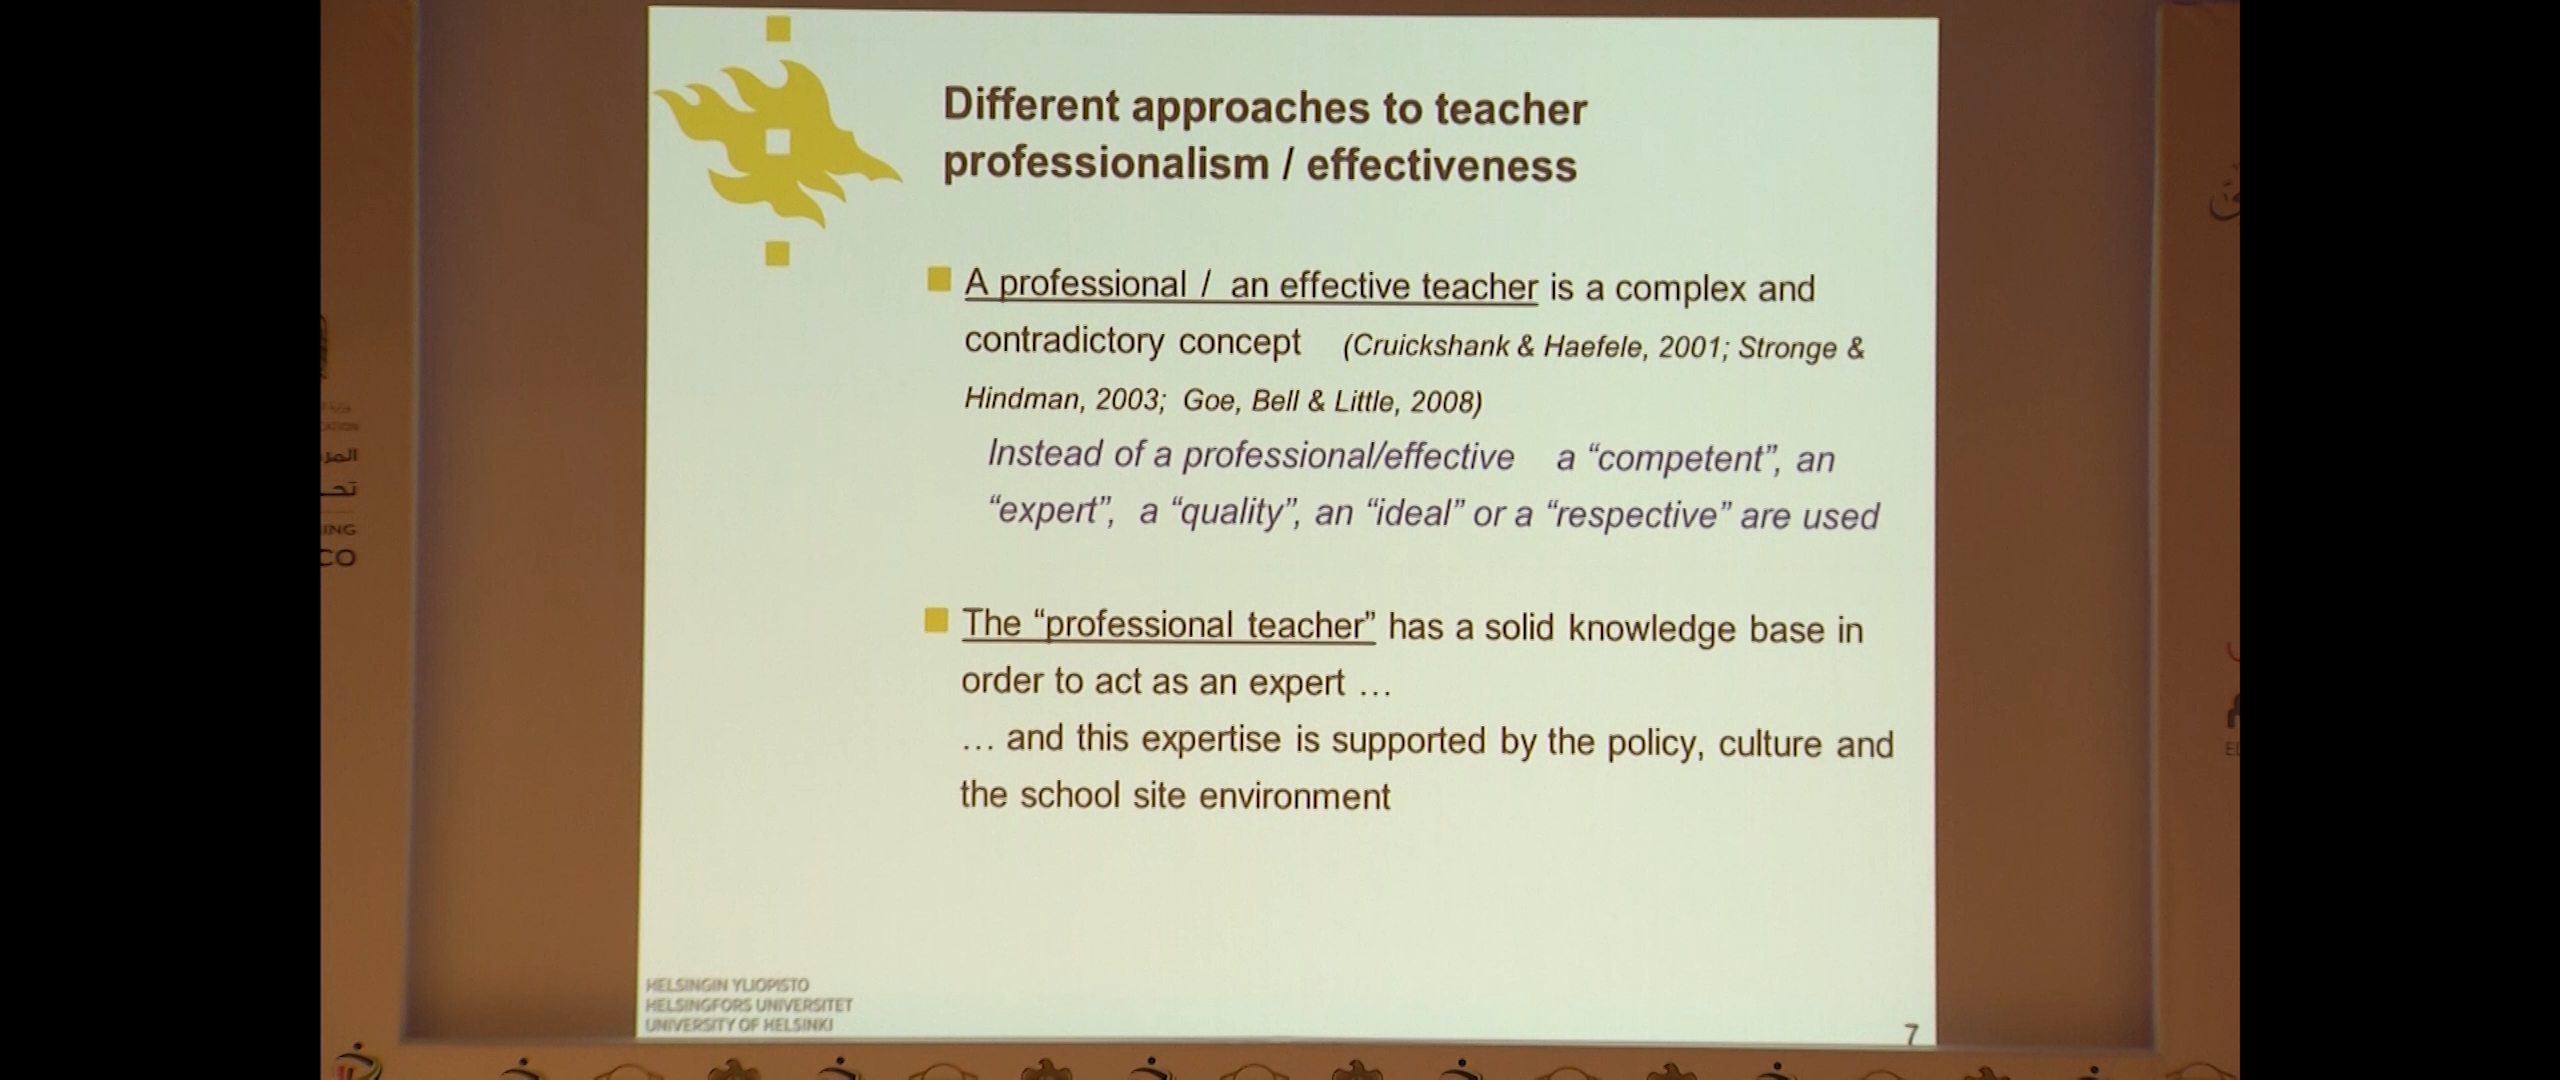 Different approaches to teacher
professionalism / effectiveness
A professional / an effective teacher is a complex and
contradictory concept (Cruickshank & Haefele, 2001; Stronge &
Hindman, 2003; Goe, Bell & Little, 2008)
Instead of a professional/effective a “competent”, an
“expert”, a “quality”, an “ideal” or a “respective” are used
The “professional teacher” has a solid knowledge base in
order to act as an expert …
… and this expertise is supported by the policy, culture and
the school site environment
HELSINGIN YLIOPISTO
HELSINGFORS UNIVERSITET
UNIVERSITY OF HELSINKI
7